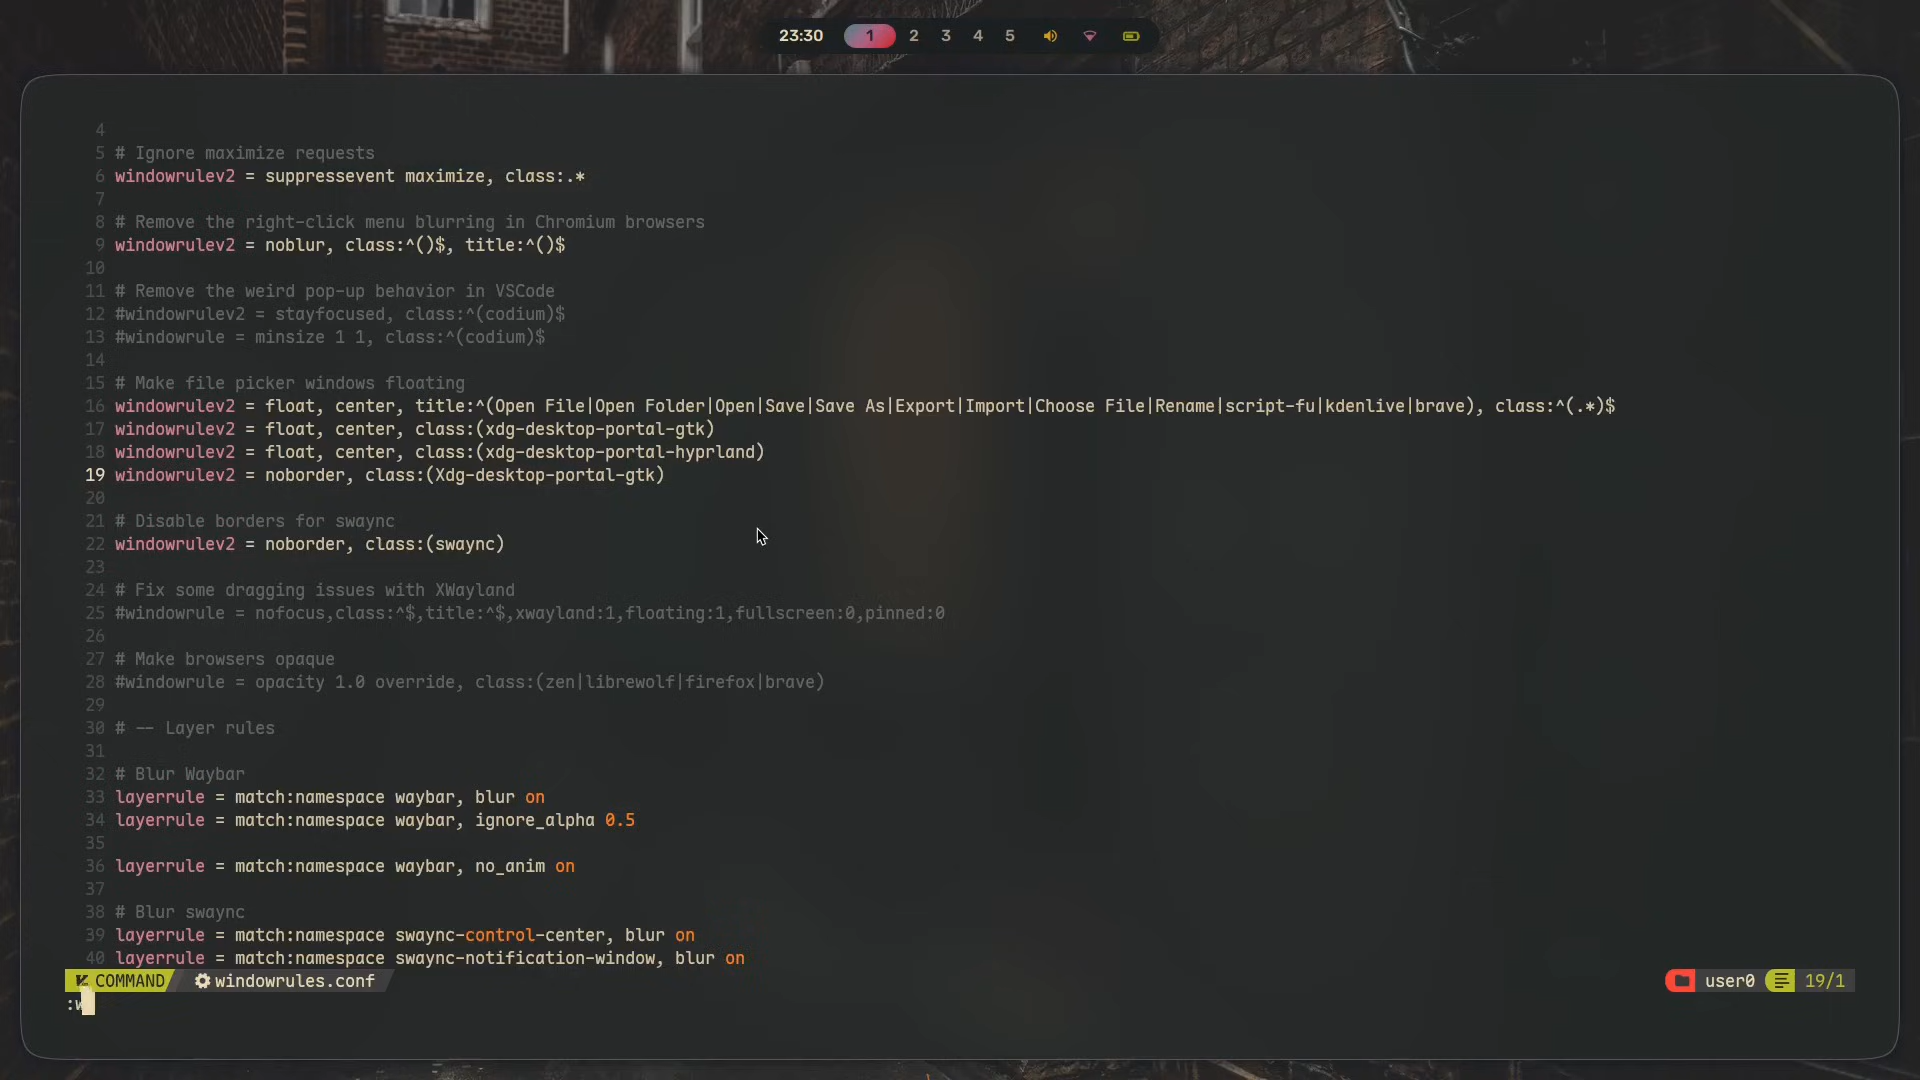 23:30 1 2 3 4 5
4
5 # Ignore maximize requests
6 windowrulev2 = suppressevent maximize, class:.*
7
8 # Remove the right-click menu blurring in Chromium browsers
9 windowrulev2 = noblur, class:^()$, title:^()$
10
11 # Remove the weird pop-up behavior in VSCode
12 #windowrulev2 = stayfocused, class:^(codium)$
13 #windowrule = minsize 1 1, class:^(codium)$
14
15 # Make file picker windows floating
16 windowrulev2 = float, center, title:^(Open File|Open Folder|Open|Save|Save As|Export|Import|Choose File|Rename|script-fu|kdenlive|brave), class:^(.*)$
17 windowrulev2 = float, center, class:(xdg-desktop-portal-gtk)
18 windowrulev2 = float, center, class:(xdg-desktop-portal-hyprland)
19 windowrulev2 = noborder, class:(Xdg-desktop-portal-gtk)
20
21 # Disable borders for swaync
22 windowrulev2 = noborder, class:(swaync)
23
24 # Fix some dragging issues with XWayland
25 #windowrule = nofocus,class:^$,title:^$,xwayland:1,floating:1,fullscreen:0,pinned:0
26
27 # Make browsers opaque
28 #windowrule = opacity 1.0 override, class:(zen|librewolf|firefox|brave)
29
30 # -- Layer rules
31
32 # Blur Waybar
33 layerrule = match:namespace waybar, blur on
34 layerrule = match:namespace waybar, ignore_alpha 0.5
35
36 layerrule = match:namespace waybar, no_anim on
37
38 # Blur swaync
39 layerrule = match:namespace swaync-control-center, blur on
40 layerrule = match:namespace swaync-notification-window, blur on
COMMAND windowrules.conf user0 19/1
:w